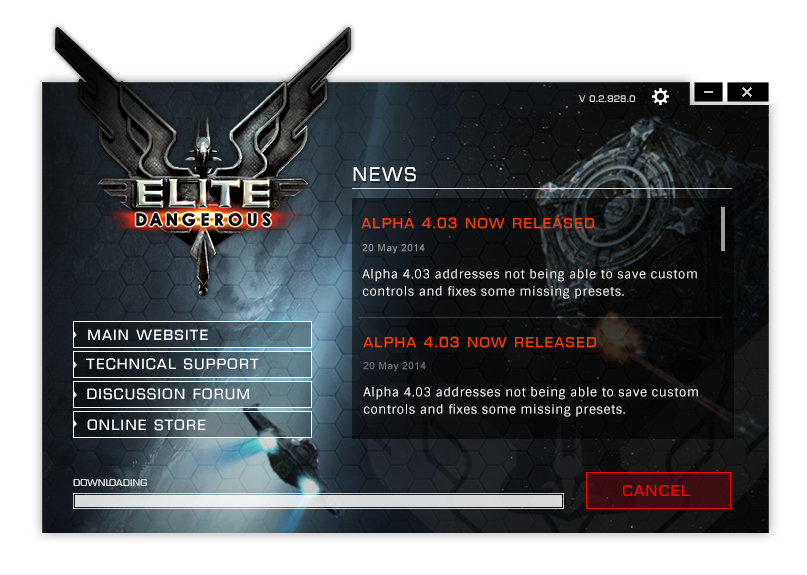 V 0.2.928.0
ELITE
DANGEROUS
NEWS
ALPHA 4.03 NOW RELEASED
20 May 2014
Alpha 4.03 addresses not being able to save custom
controls and fixes some missing presets.
ALPHA 4.03 NOW RELEASED
20 May 2014
Alpha 4.03 addresses not being able to save custom
controls and fixes some missing presets.
MAIN WEBSITE
TECHNICAL SUPPORT
DISCUSSION FORUM
ONLINE STORE
DOWNLOADING
CANCEL